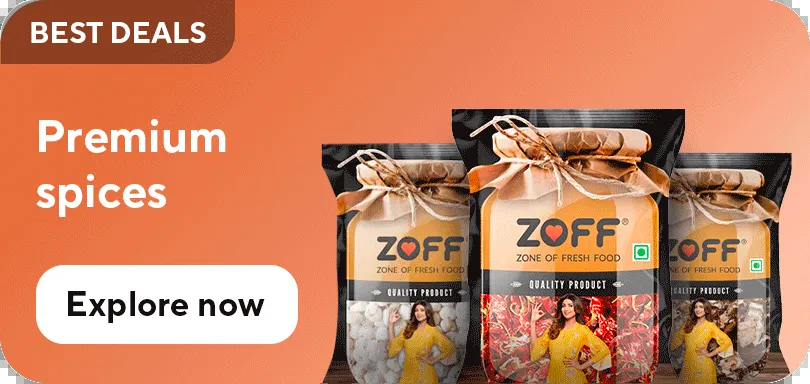 BEST DEALS
Premium
spices
Explore now
ZOFF
ZONE OF FRESH FOOD
QUALITY PRODUCT
ZOFF®
ZONE OF FRESH FOOD
QUALITY PRODUCT
ZOFF®
ZONE OF FRESH FOOD
QUALITY PRODUCT